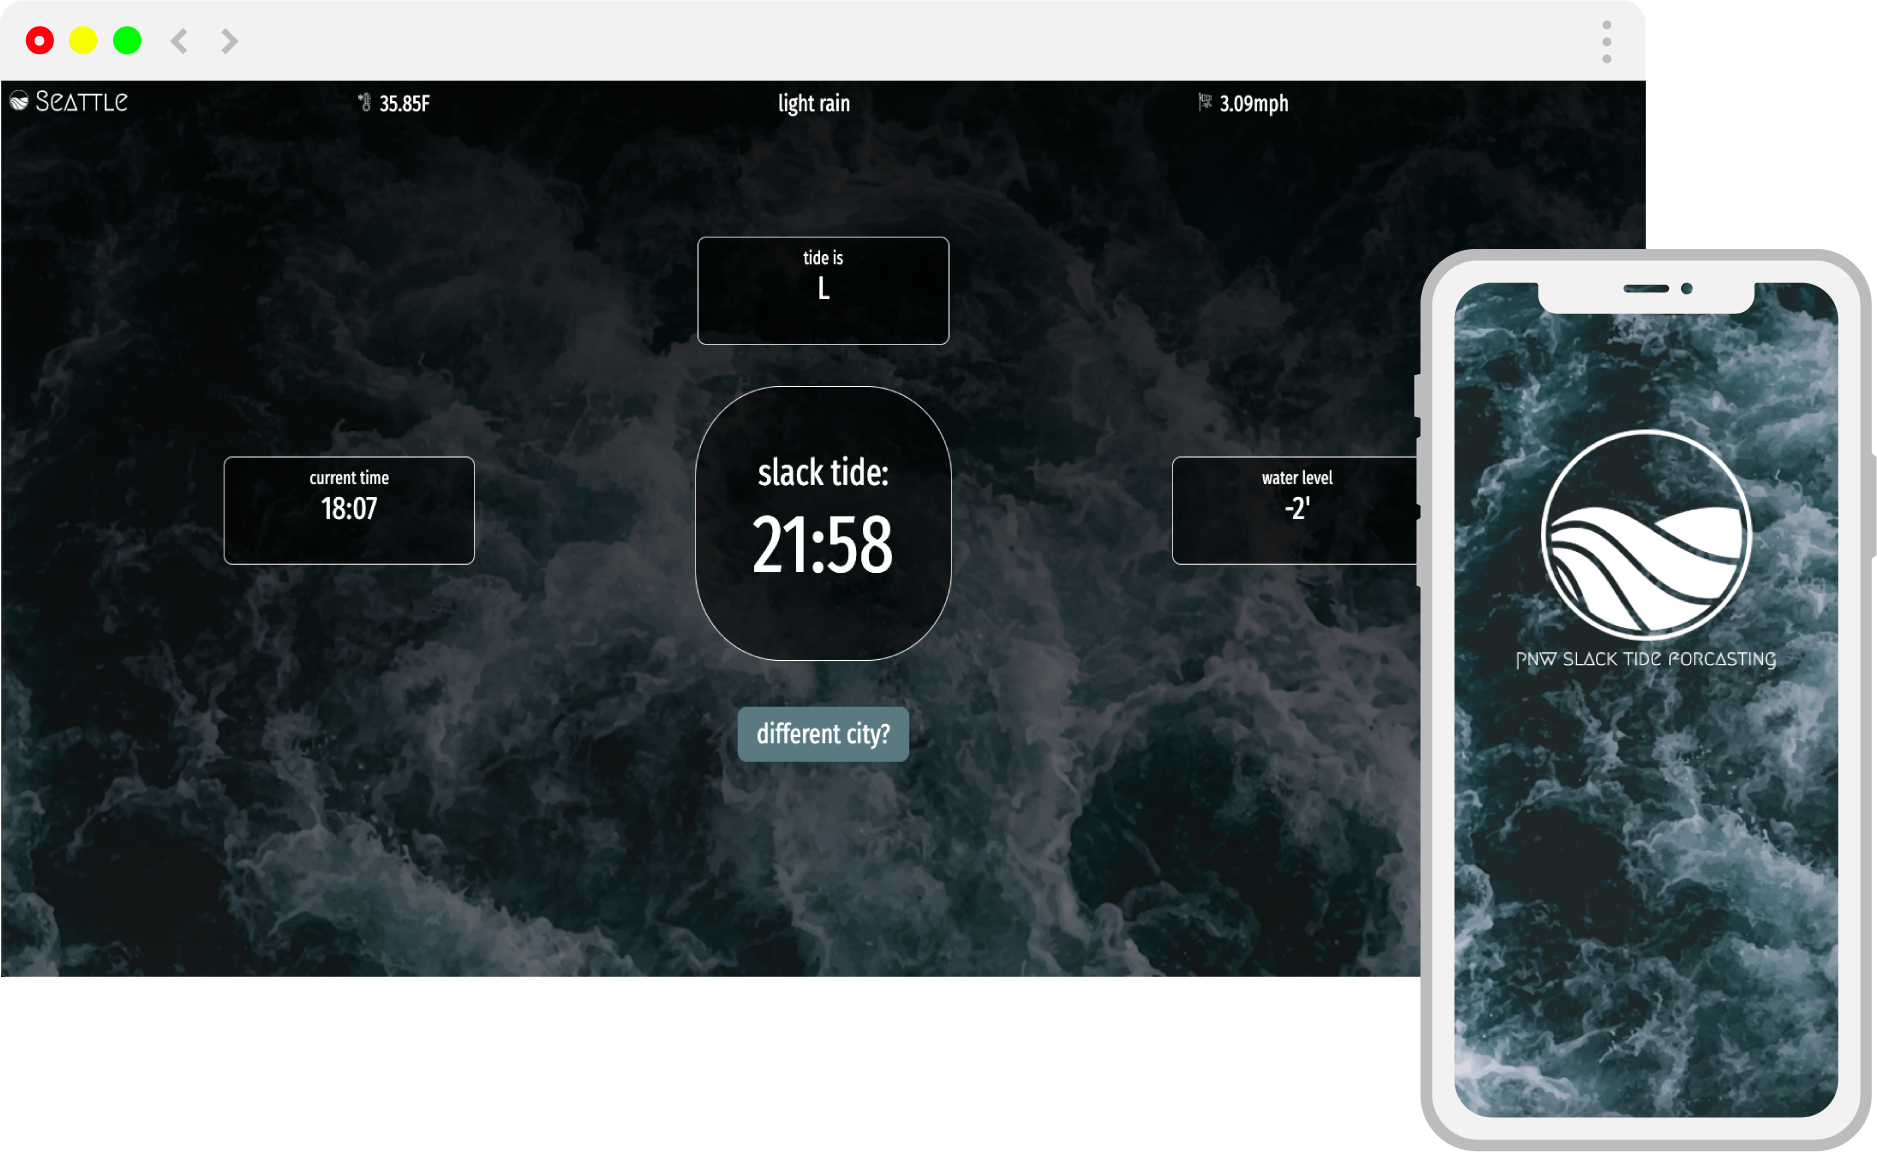 SEATTLE
35.85F
light rain
3.09mph
tide is
L
current time
18:07
slack tide:
21:58
water level
-2'
different city?
PNW SLACK TIDE FORCASTING